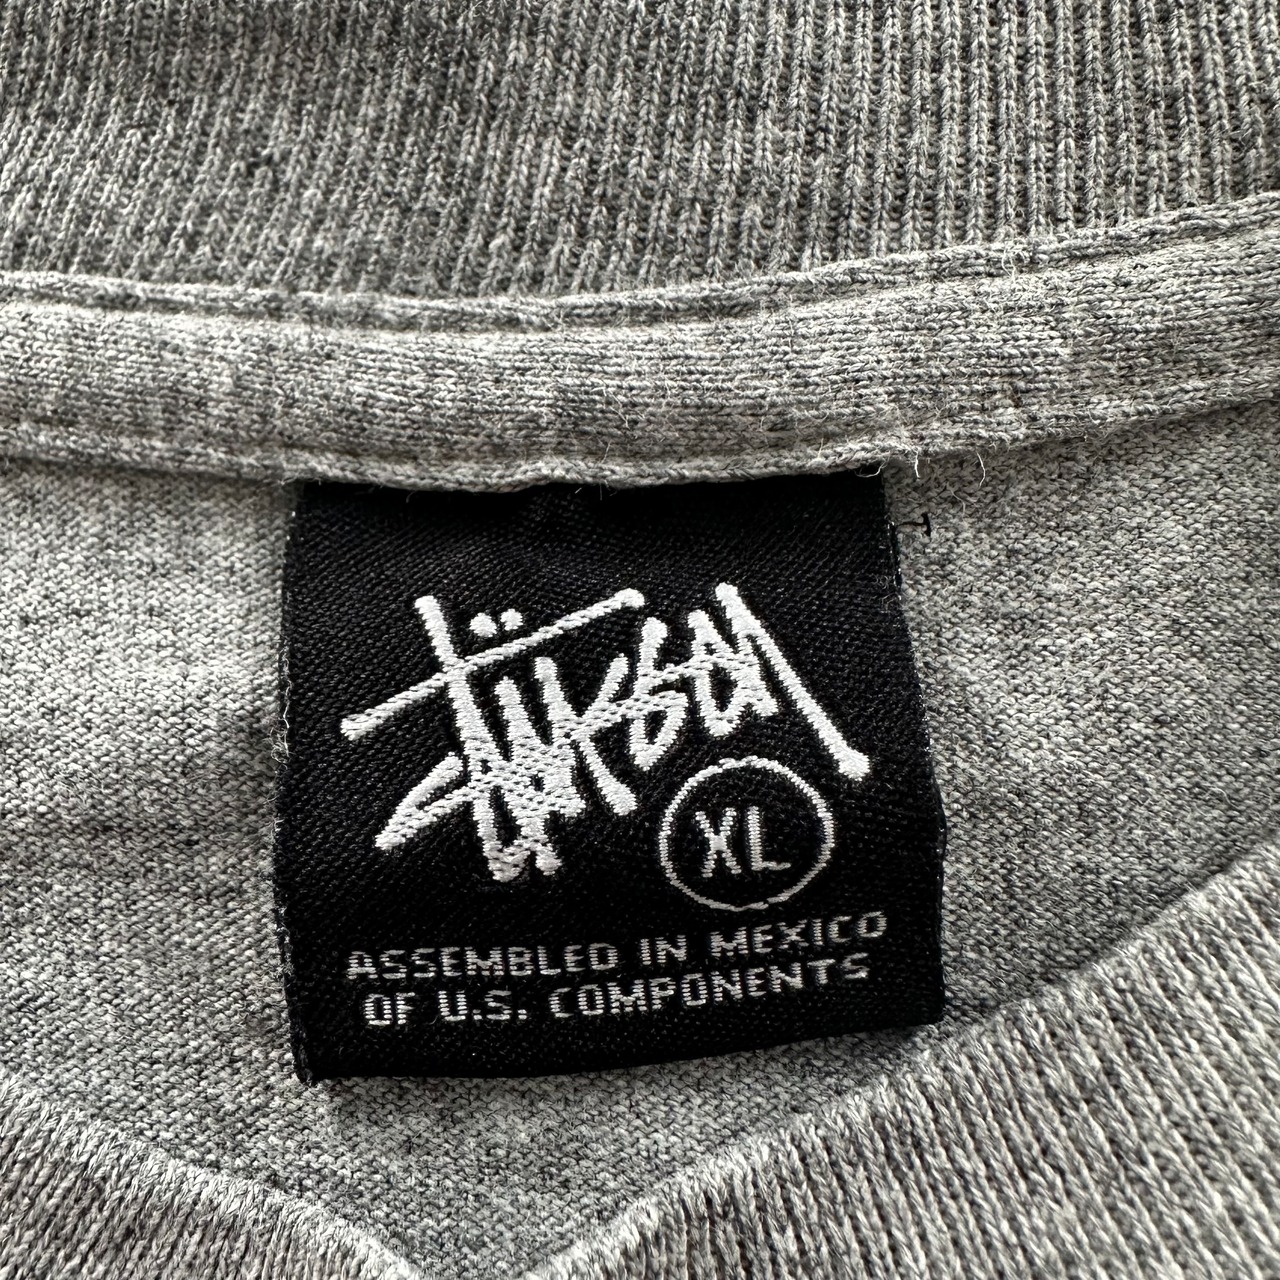 Stüssy
XL
ASSEMBLED IN MEXICO
OF U.S. COMPONENTS